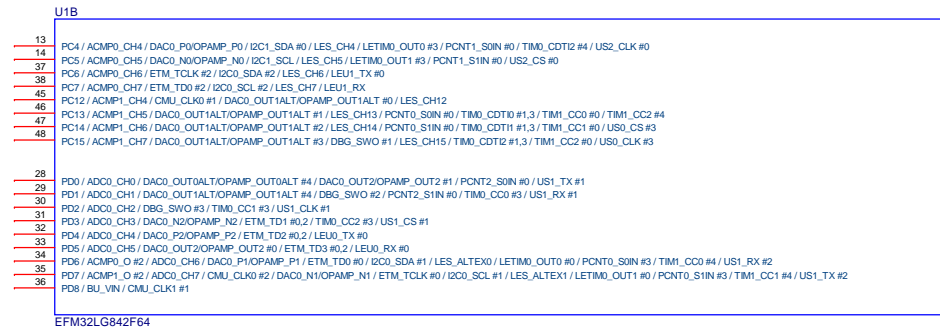 U1B
13 PC4 / ACMP0_CH4 / DAC0_P0/OPAMP_P0 / I2C1_SDA #0 / LES_CH4 / LETIM0_OUT0 #3 / PCNT1_S0IN #0 / TIM0_CDTI2 #4 / US2_CLK #0
14 PC5 / ACMP0_CH5 / DAC0_N0/OPAMP_N0 / I2C1_SCL / LES_CH5 / LETIM0_OUT1 #3 / PCNT1_S1IN #0 / US2_CS #0
37 PC6 / ACMP0_CH6 / ETM_TCLK #2 / I2C0_SDA #2 / LES_CH6 / LEU1_TX #0
38 PC7 / ACMP0_CH7 / ETM_TD0 #2 / I2C0_SCL #2 / LES_CH7 / LEU1_RX
45 PC12 / ACMP1_CH4 / CMU_CLK0 #1 / DAC0_OUT1ALT/OPAMP_OUT1ALT #0 / LES_CH12
46 PC13 / ACMP1_CH5 / DAC0_OUT1ALT/OPAMP_OUT1ALT #1 / LES_CH13 / PCNT0_S0IN #0 / TIM0_CDTI0 #1,3 / TIM1_CC0 #0 / TIM1_CC2 #4
47 PC14 / ACMP1_CH6 / DAC0_OUT1ALT/OPAMP_OUT1ALT #2 / LES_CH14 / PCNT0_S1IN #0 / TIM0_CDTI1 #1,3 / TIM1_CC1 #0 / US0_CS #3
48 PC15 / ACMP1_CH7 / DAC0_OUT1ALT/OPAMP_OUT1ALT #3 / DBG_SWO #1 / LES_CH15 / TIM0_CDTI2 #1,3 / TIM1_CC2 #0 / US0_CLK #3
28 PD0 / ADC0_CH0 / DAC0_OUT0ALT/OPAMP_OUT0ALT #4 / DAC0_OUT2/OPAMP_OUT2 #1 / PCNT2_S0IN #0 / US1_TX #1
29 PD1 / ADC0_CH1 / DAC0_OUT1ALT/OPAMP_OUT1ALT #4 / DBG_SWO #2 / PCNT2_S1IN #0 / TIM0_CC0 #3 / US1_RX #1
30 PD2 / ADC0_CH2 / DBG_SWO #3 / TIM0_CC1 #3 / US1_CLK #1
31 PD3 / ADC0_CH3 / DAC0_N2/OPAMP_N2 / ETM_TD1 #0,2 / TIM0_CC2 #3 / US1_CS #1
32 PD4 / ADC0_CH4 / DAC0_P2/OPAMP_P2 / ETM_TD2 #0,2 / LEU0_TX #0
33 PD5 / ADC0_CH5 / DAC0_OUT2/OPAMP_OUT2 #0 / ETM_TD3 #0,2 / LEU0_RX #0
34 PD6 / ACMP0_O #2 / ADC0_CH6 / DAC0_P1/OPAMP_P1 / ETM_TD0 #0 / I2C0_SDA #1 / LES_ALTEX0 / LETIM0_OUT0 #0 / PCNT0_S0IN #3 / TIM1_CC0 #4 / US1_RX #2
35 PD7 / ACMP1_O #2 / ADC0_CH7 / CMU_CLK0 #2 / DAC0_N1/OPAMP_N1 / ETM_TCLK #0 / I2C0_SCL #1 / LES_ALTEX1 / LETIM0_OUT1 #0 / PCNT0_S1IN #3 / TIM1_CC1 #4 / US1_TX #2
36 PD8 / BU_VIN / CMU_CLK1 #1
EFM32LG842F64